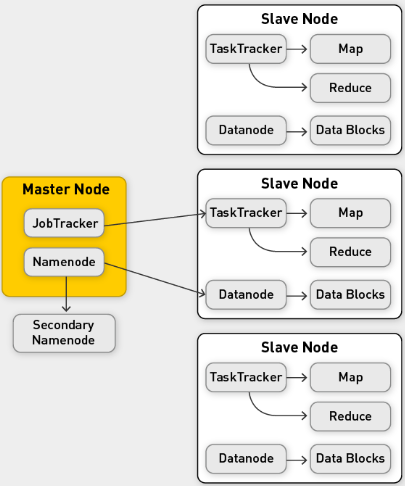 Slave Node
TaskTracker
Map
Reduce
Datanode
Data Blocks
Master Node
JobTracker
Namenode
Secondary
Namenode
Slave Node
TaskTracker
Map
Reduce
Datanode
Data Blocks
Slave Node
TaskTracker
Map
Reduce
Datanode
Data Blocks